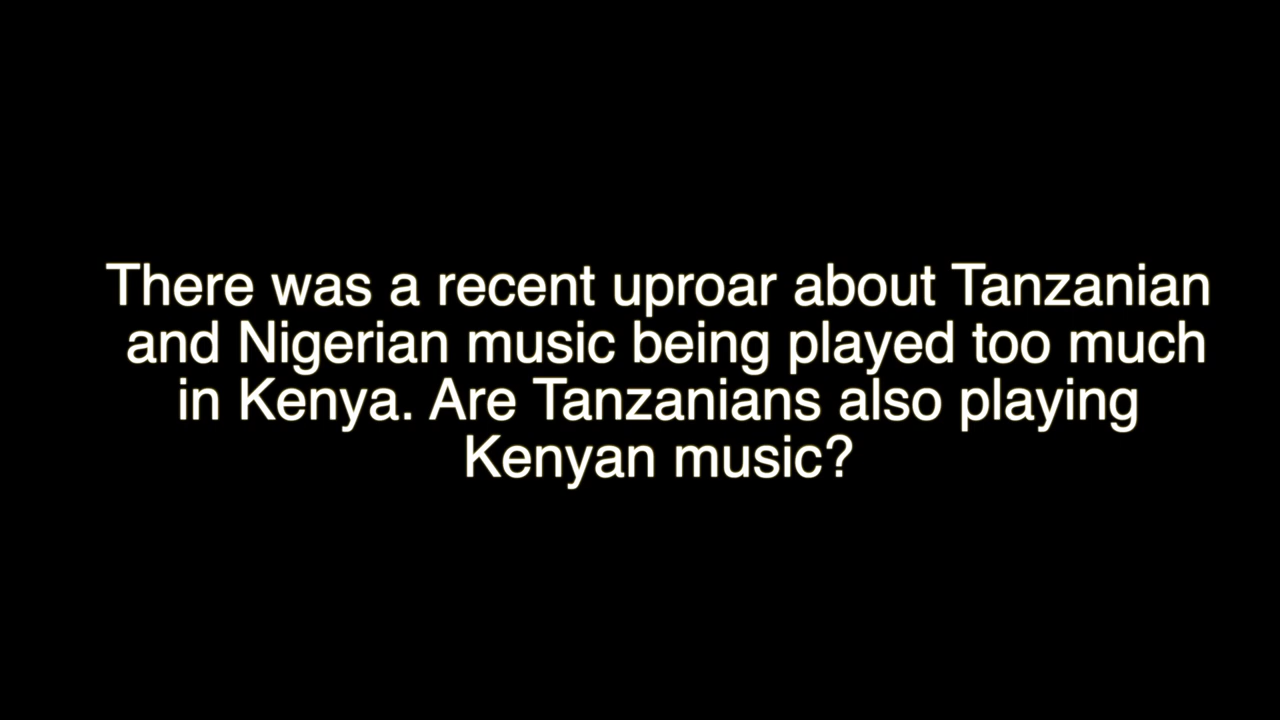 There was a recent uproar about Tanzanian
and Nigerian music being played too much
in Kenya. Are Tanzanians also playing
Kenyan music?